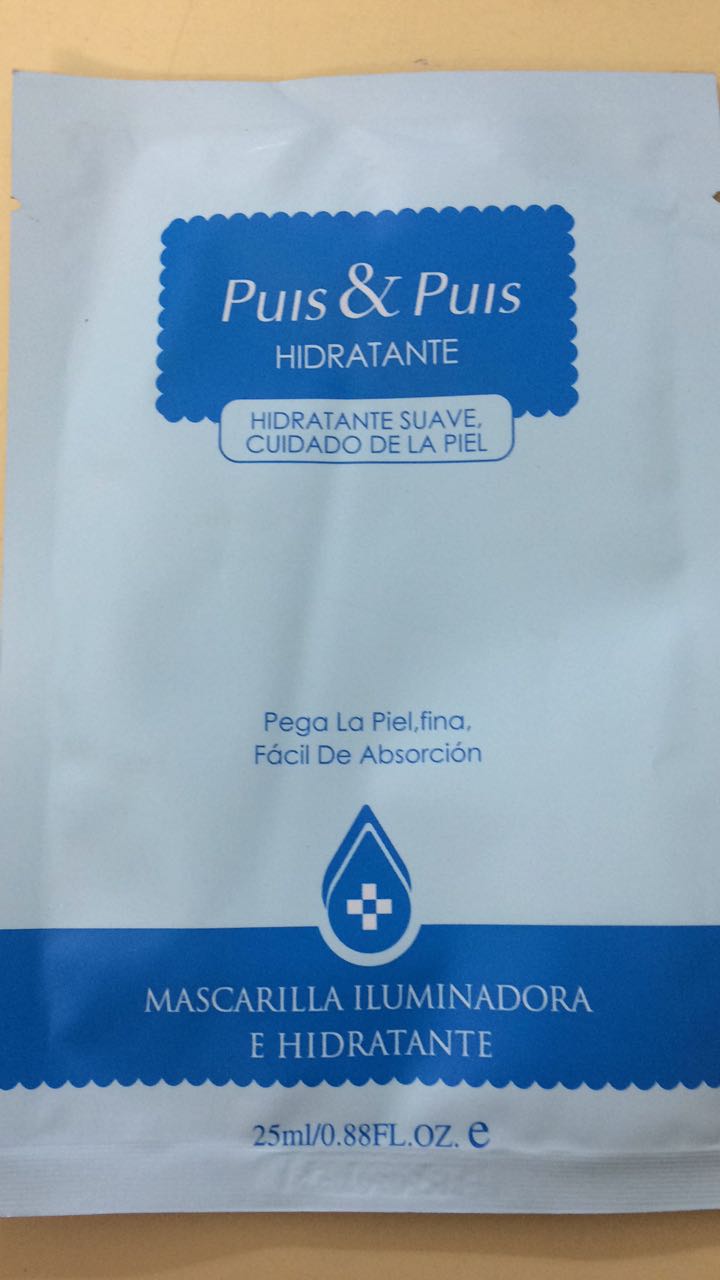 Puis & Puis
HIDRATANTE
HIDRATANTE SUAVE,
CUIDADO DE LA PIEL
Pega La Piel,fina,
Fácil De Absorción
MASCARILLA ILUMINADORA
E HIDRATANTE
25ml/0.88FL.OZ. e